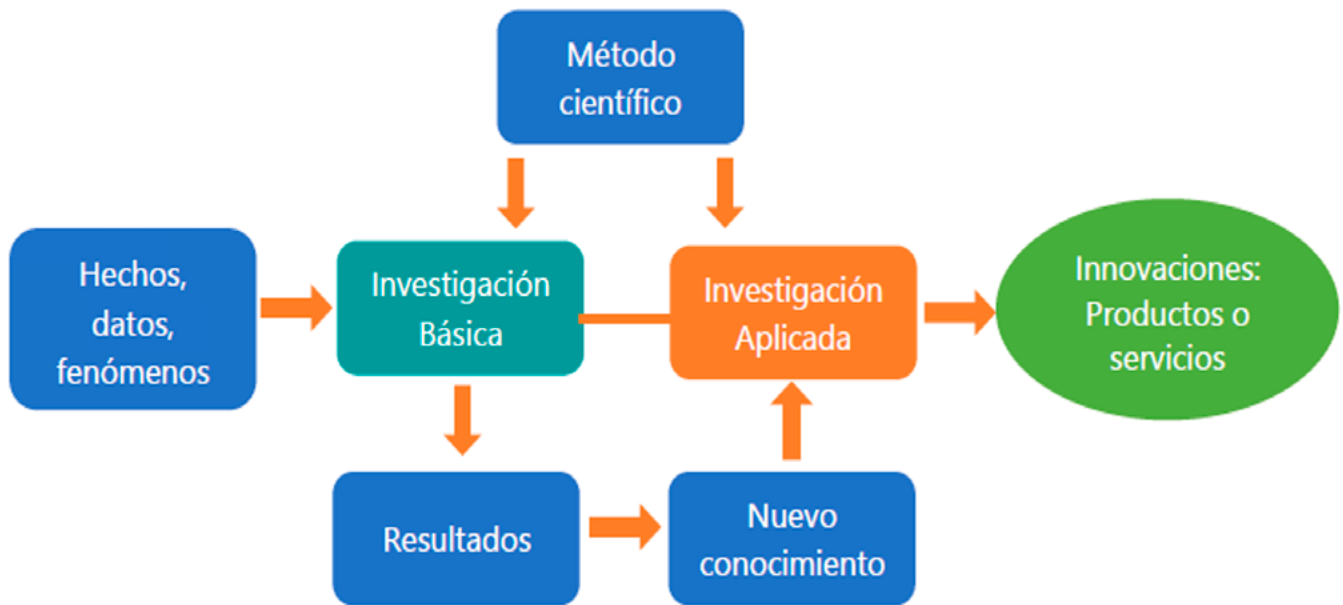 Método
científico
Hechos,
datos,
fenómenos
Investigación
Básica
Investigación
Aplicada
Innovaciones:
Productos o
servicios
Resultados
Nuevo
conocimiento